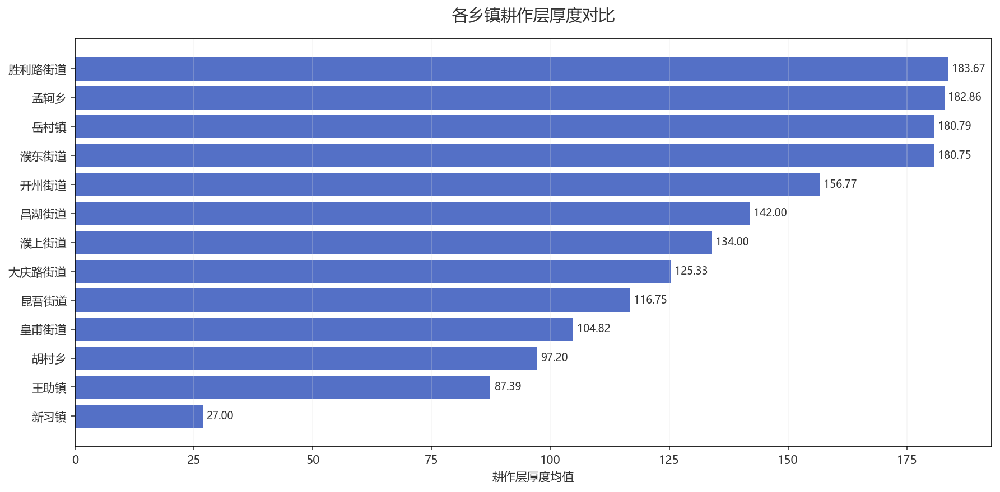 各乡镇耕作层厚度对比
胜利路街道 183.67
孟轲乡 182.86
岳村镇 180.79
濮东街道 180.75
开州街道 156.77
昌湖街道 142.00
濮上街道 134.00
大庆路街道 125.33
昆吾街道 116.75
皇甫街道 104.82
胡村乡 97.20
王助镇 87.39
新习镇 27.00
0 25 50 75 100 125 150 175
耕作层厚度均值